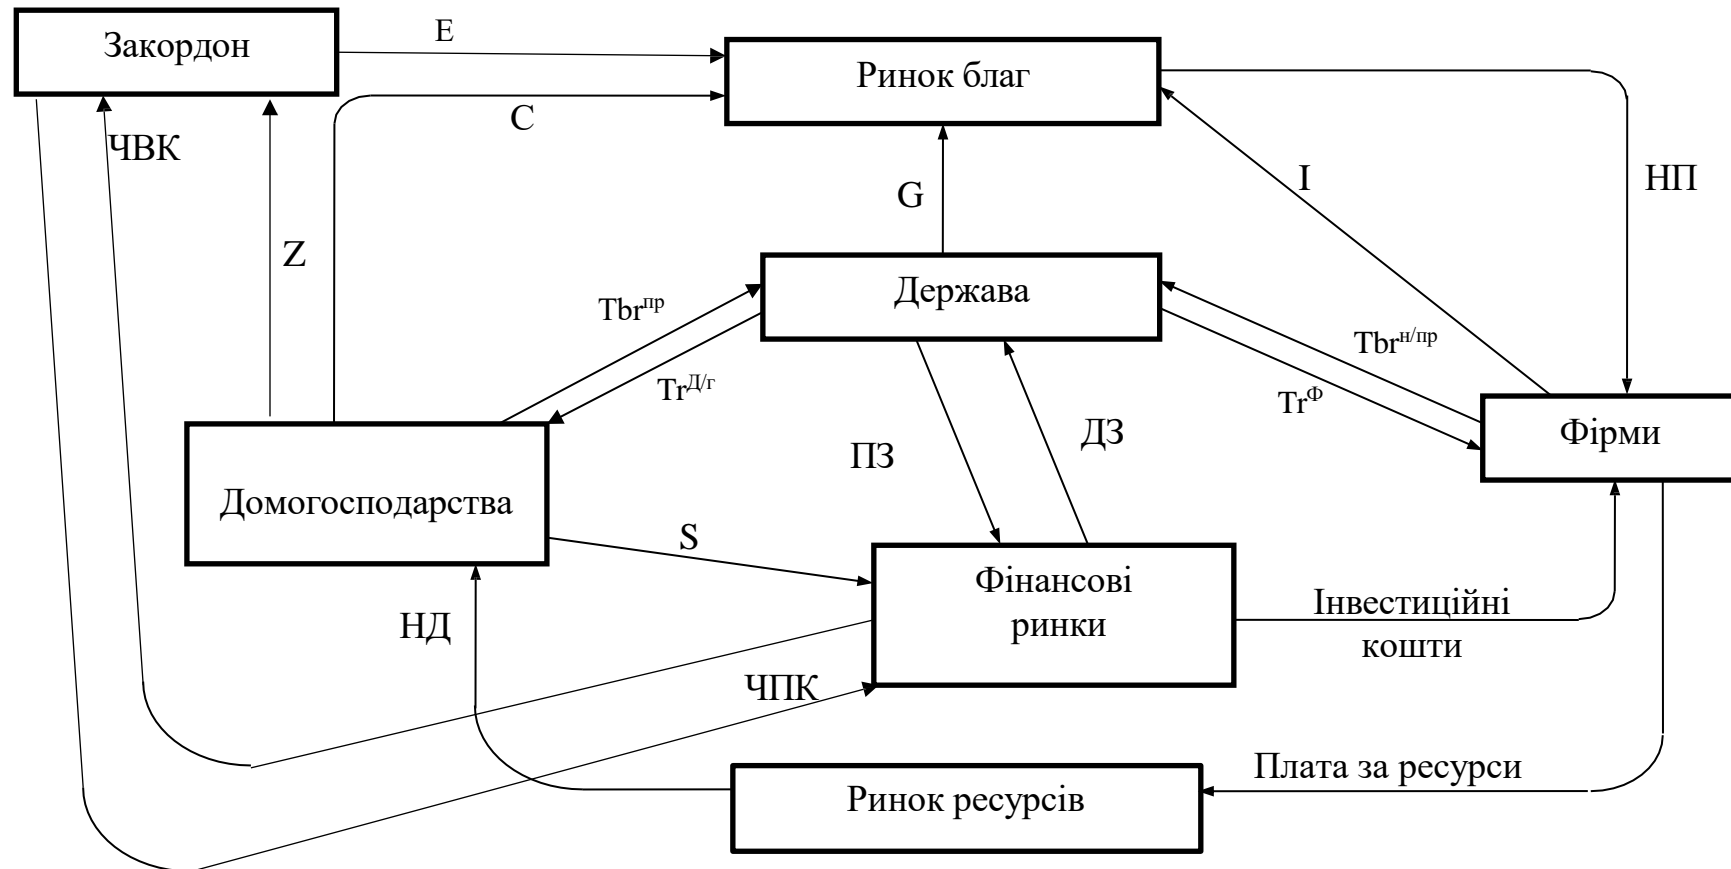 Закордон
E
Ринок благ
C
ЧВК
I
НП
G
Z
Держава
Tbrпр
Tbrн/пр
TrД/г
TrФ
Фірми
ДЗ
ПЗ
Домогосподарства
S
Фінансові
ринки
НД
Інвестиційні
кошти
ЧПК
Плата за ресурси
Ринок ресурсів